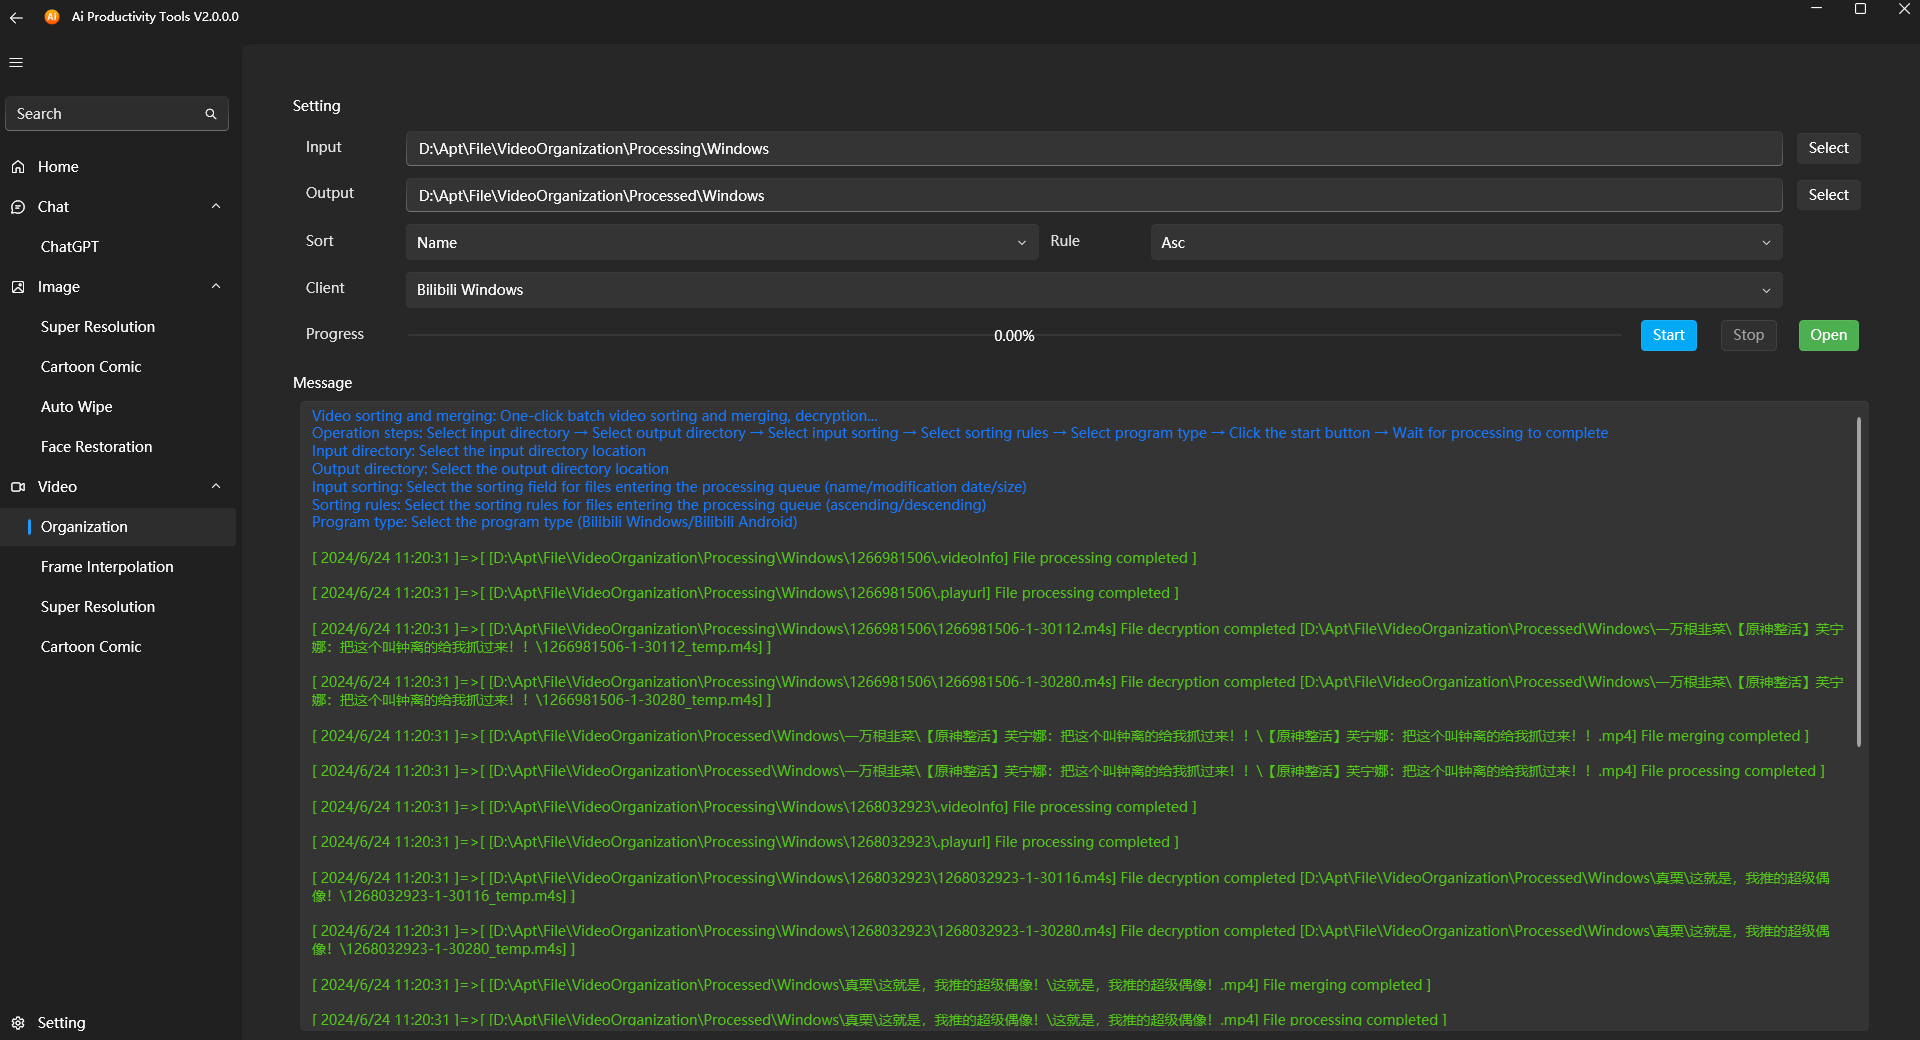 Ai Productivity Tools V2.0.0.0
Search
Home
Chat
ChatGPT
Image
Super Resolution
Cartoon Comic
Auto Wipe
Face Restoration
Video
Organization
Frame Interpolation
Super Resolution
Cartoon Comic
Setting
Setting
Input
D:\Apt\File\VideoOrganization\Processing\Windows
Select
Output
D:\Apt\File\VideoOrganization\Processed\Windows
Select
Sort
Name
Rule
Asc
Client
Bilibili Windows
Progress
0.00%
Start
Stop
Open
Message
Video sorting and merging: One-click batch video sorting and merging, decryption...
Operation steps: Select input directory → Select output directory → Select input sorting → Select sorting rules → Select program type → Click the start button → Wait for processing to complete
Input directory: Select the input directory location
Output directory: Select the output directory location
Input sorting: Select the sorting field for files entering the processing queue (name/modification date/size)
Sorting rules: Select the sorting rules for files entering the processing queue (ascending/descending)
Program type: Select the program type (Bilibili Windows/Bilibili Android)
[ 2024/6/24 11:20:31 ]=>[ [D:\Apt\File\VideoOrganization\Processing\Windows\1266981506\.videoInfo] File processing completed ]
[ 2024/6/24 11:20:31 ]=>[ [D:\Apt\File\VideoOrganization\Processing\Windows\1266981506\.playurl] File processing completed ]
[ 2024/6/24 11:20:31 ]=>[ [D:\Apt\File\VideoOrganization\Processing\Windows\1266981506\1266981506-1-30112.m4s] File decryption completed [D:\Apt\File\VideoOrganization\Processed\Windows\一万根韭菜\【原神整活】芙宁
娜：把这个叫钟离的给我抓过来！！\1266981506-1-30112_temp.m4s] ]
[ 2024/6/24 11:20:31 ]=>[ [D:\Apt\File\VideoOrganization\Processing\Windows\1266981506\1266981506-1-30280.m4s] File decryption completed [D:\Apt\File\VideoOrganization\Processed\Windows\一万根韭菜\【原神整活】芙宁
娜：把这个叫钟离的给我抓过来！！\1266981506-1-30280_temp.m4s] ]
[ 2024/6/24 11:20:31 ]=>[ [D:\Apt\File\VideoOrganization\Processed\Windows\一万根韭菜\【原神整活】芙宁娜：把这个叫钟离的给我抓过来！！\【原神整活】芙宁娜：把这个叫钟离的给我抓过来！！.mp4] File merging completed ]
[ 2024/6/24 11:20:31 ]=>[ [D:\Apt\File\VideoOrganization\Processed\Windows\一万根韭菜\【原神整活】芙宁娜：把这个叫钟离的给我抓过来！！\【原神整活】芙宁娜：把这个叫钟离的给我抓过来！！.mp4] File processing completed ]
[ 2024/6/24 11:20:31 ]=>[ [D:\Apt\File\VideoOrganization\Processing\Windows\1268032923\.videoInfo] File processing completed ]
[ 2024/6/24 11:20:31 ]=>[ [D:\Apt\File\VideoOrganization\Processing\Windows\1268032923\.playurl] File processing completed ]
[ 2024/6/24 11:20:31 ]=>[ [D:\Apt\File\VideoOrganization\Processing\Windows\1268032923\1268032923-1-30116.m4s] File decryption completed [D:\Apt\File\VideoOrganization\Processed\Windows\真栗\这就是，我推的超级偶
像！\1268032923-1-30116_temp.m4s] ]
[ 2024/6/24 11:20:31 ]=>[ [D:\Apt\File\VideoOrganization\Processing\Windows\1268032923\1268032923-1-30280.m4s] File decryption completed [D:\Apt\File\VideoOrganization\Processed\Windows\真栗\这就是，我推的超级偶
像！\1268032923-1-30280_temp.m4s] ]
[ 2024/6/24 11:20:31 ]=>[ [D:\Apt\File\VideoOrganization\Processed\Windows\真栗\这就是，我推的超级偶像！\这就是，我推的超级偶像！.mp4] File merging completed ]
[ 2024/6/24 11:20:31 ]=>[ [D:\Apt\File\VideoOrganization\Processed\Windows\真栗\这就是，我推的超级偶像！\这就是，我推的超级偶像！.mp4] File processing completed ]